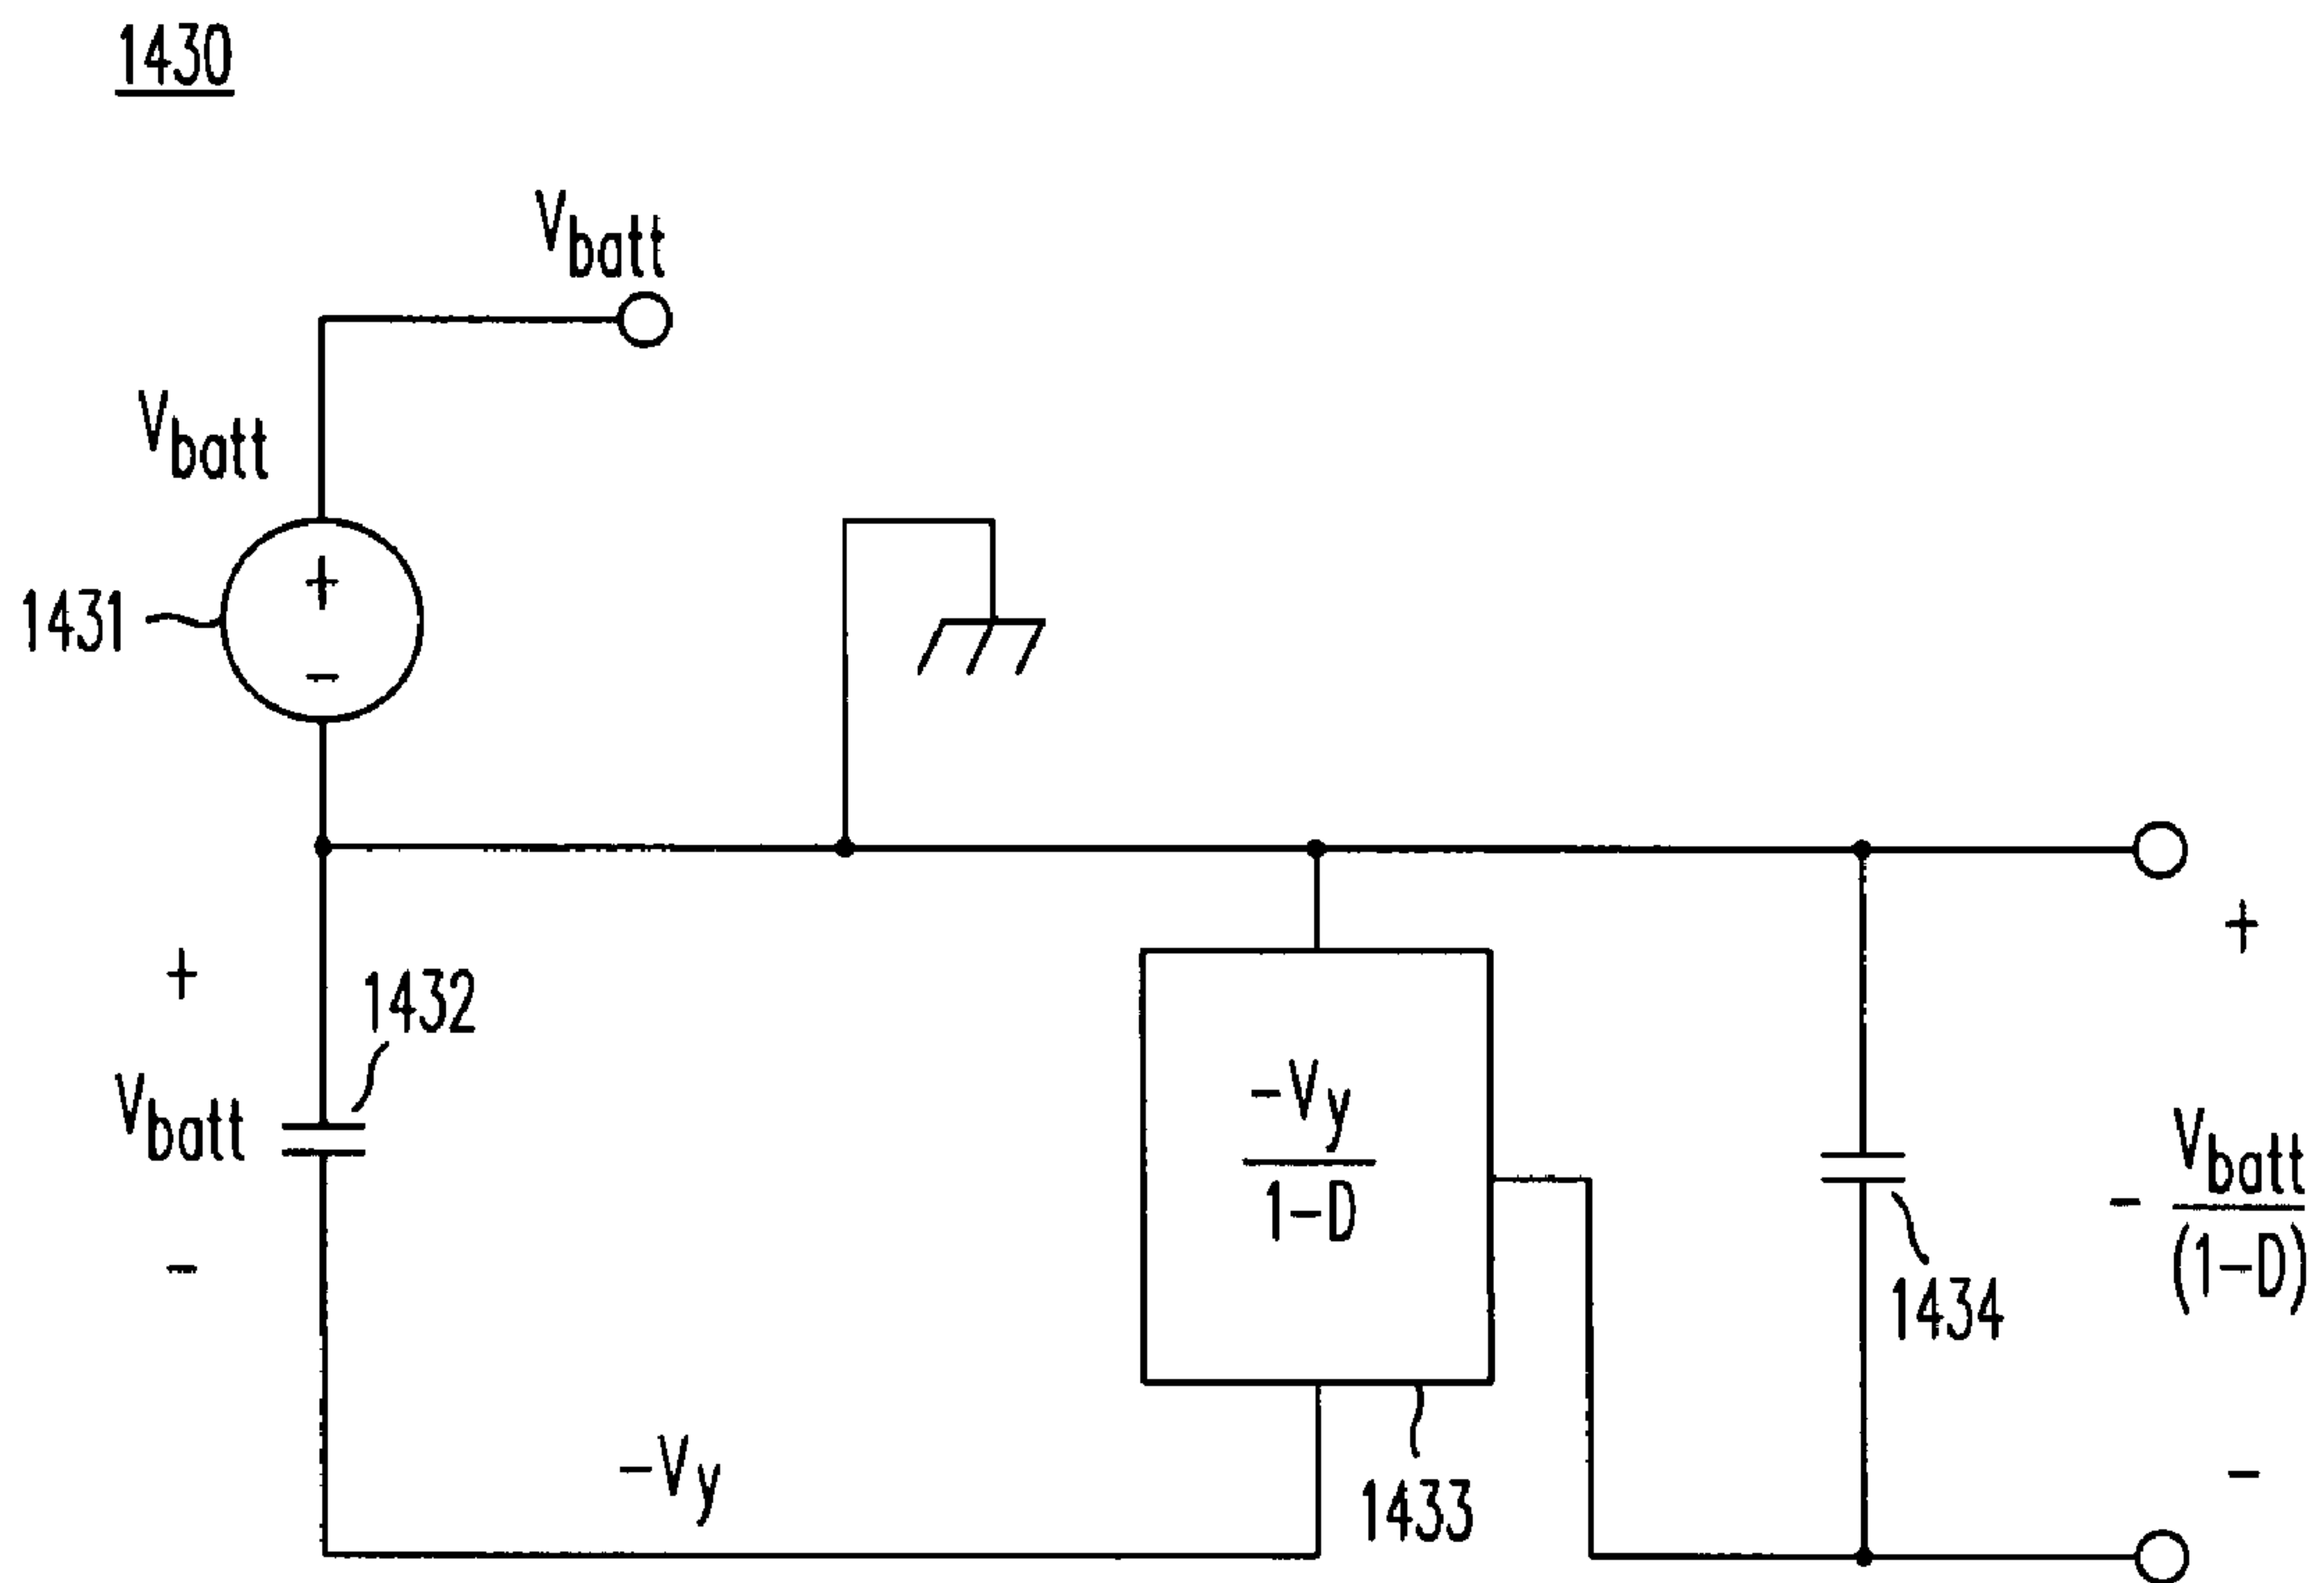 1430
Vbatt
Vbatt
+
1431
-
+
1432
+
-Vy
1-D
Vbatt
- Vbatt
(1-D)
-
1434
-Vy
1433
-